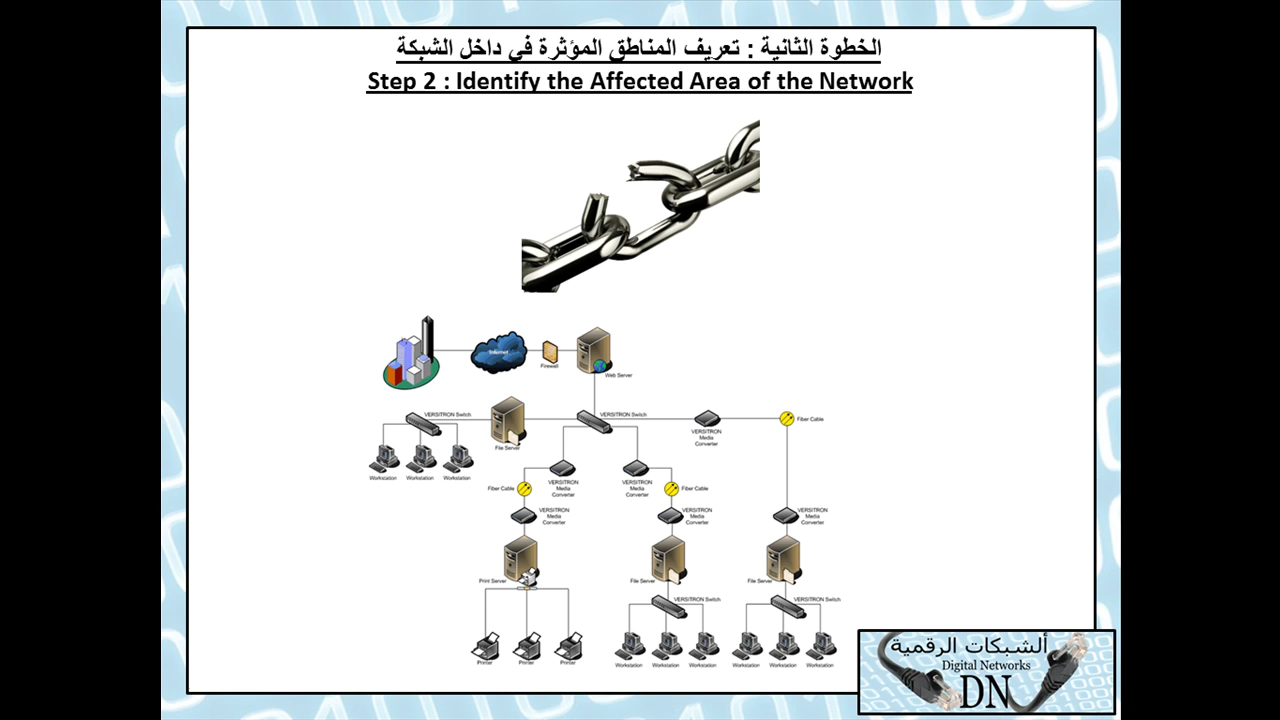 الخطوة الثانية : تعريف المناطق المؤثرة في داخل الشبكة
Step 2 : Identify the Affected Area of the Network
Internet
Firewall
Web Server
VERSITRON Switch
File Server
VERSITRON Switch
VERSITRON
Media
Converter
Fiber Cable
Workstation
Workstation
Workstation
Fiber Cable
VERSITRON
Media
Converter
VERSITRON
Media
Converter
Fiber Cable
VERSITRON
Media
Converter
VERSITRON
Media
Converter
VERSITRON
Media
Converter
Print Server
File Server
File Server
VERSITRON Switch
VERSITRON Switch
Printer
Printer
Printer
Workstation
Workstation
Workstation
Workstation
Workstation
Workstation
ألشبكات الرقمية
Digital Networks
DN